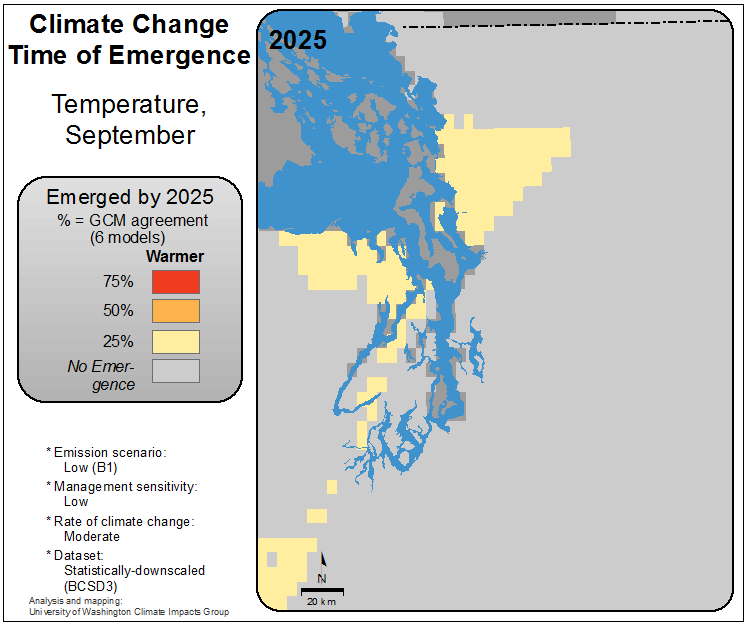 Climate Change
Time of Emergence
Temperature,
September
Emerged by 2025
% = GCM agreement
(6 models)
Warmer
75%
50%
25%
No Emer-
gence
* Emission scenario:
Low (B1)
* Management sensitivity:
Low
* Rate of climate change:
Moderate
* Dataset:
Statistically-downscaled
(BCSD3)
Analysis and mapping:
University of Washington Climate Impacts Group
2025
N
20 km